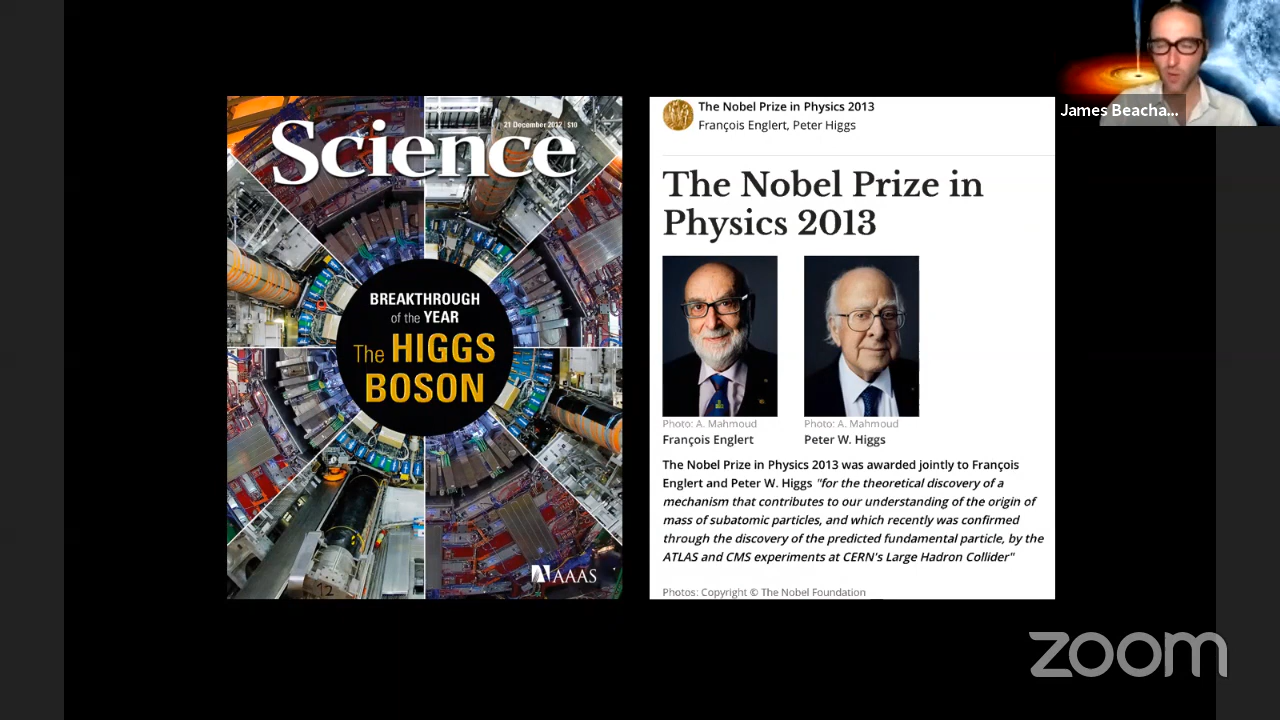 Science
21 December 2012 | $10
BREAKTHROUGH
of the YEAR
The HIGGS
BOSON
AAAS
12
The Nobel Prize in Physics 2013
François Englert, Peter Higgs
The Nobel Prize in
Physics 2013
Photo: A. Mahmoud
François Englert
Photo: A. Mahmoud
Peter W. Higgs
The Nobel Prize in Physics 2013 was awarded jointly to François
Englert and Peter W. Higgs "for the theoretical discovery of a
mechanism that contributes to our understanding of the origin of
mass of subatomic particles, and which recently was confirmed
through the discovery of the predicted fundamental particle, by the
ATLAS and CMS experiments at CERN's Large Hadron Collider"
Photos: Copyright © The Nobel Foundation
James Beacha...
zoom